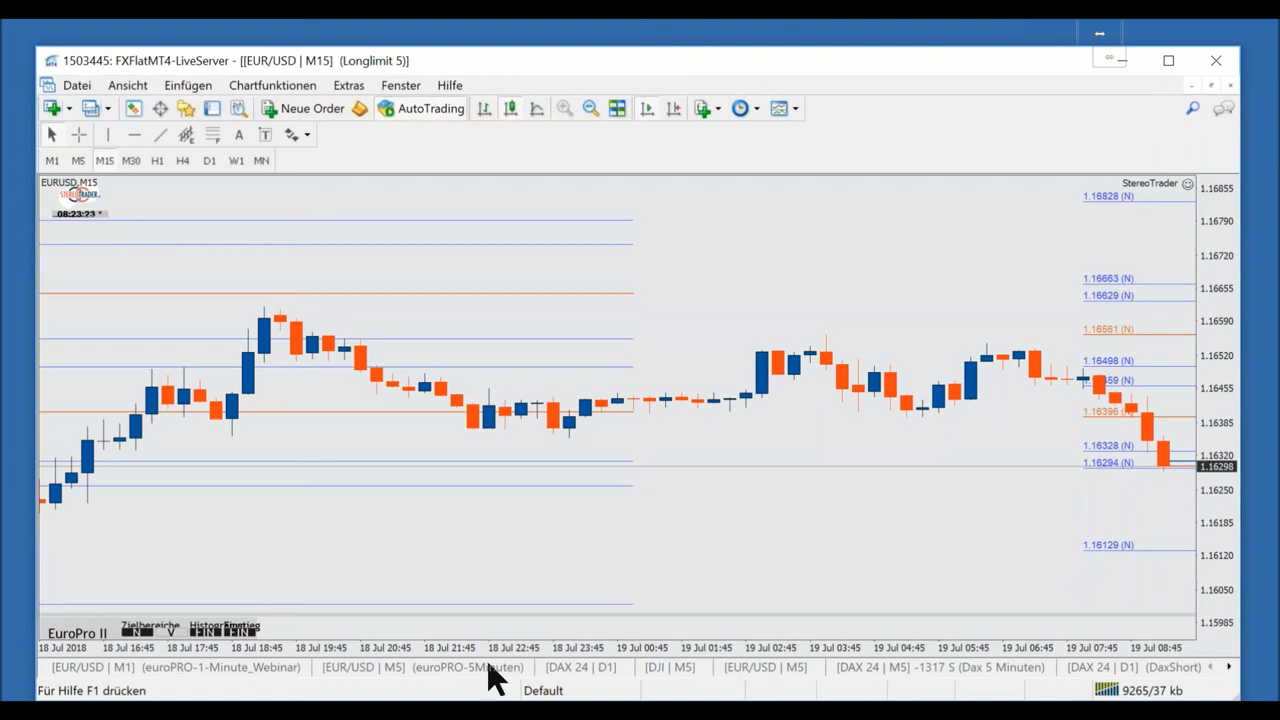 1503445: FXFlatMT4-LiveServer - [[EUR/USD | M15] (Longlimit 5)]
Datei Ansicht Einfügen Chartfunktionen Extras Fenster Hilfe
New Order AutoTrading
A T
M1 M5 M15 M30 H1 H4 D1 W1 MN
EURUSD,M15
StereoTrader
STEREOTRADER
08:23:23 *
1.16828 (N)
1.16663 (N)
1.16629 (N)
1.16561 (N)
1.16498 (N)
459 (N)
1.16396 (N)
1.16328 (N)
1.16294 (N)
1.16129 (N)
1.16855
1.16790
1.16720
1.16655
1.16590
1.16520
1.16455
1.16385
1.16320
1.16298
1.16250
1.16185
1.16120
1.16050
1.15985
EuroPro II
Zielbereiche
N V FIN FIN
18 Jul 2018 18 Jul 16:45 18 Jul 17:45 18 Jul 18:45 18 Jul 19:45 18 Jul 20:45 18 Jul 21:45 18 Jul 22:45 18 Jul 23:45 19 Jul 00:45 19 Jul 01:45 19 Jul 02:45 19 Jul 03:45 19 Jul 04:45 19 Jul 05:45 19 Jul 06:45 19 Jul 07:45 19 Jul 08:45
[EUR/USD | M1] (euroPRO-1-Minute_Webinar) [EUR/USD | M5] (euroPRO-5Minuten) [DAX 24 | D1] [DJI | M5] [EUR/USD | M5] [DAX 24 | M5] -1317 S (Dax 5 Minuten) [DAX 24 | D1] (DaxShort)
Für Hilfe F1 drücken Default 9265/37 kb